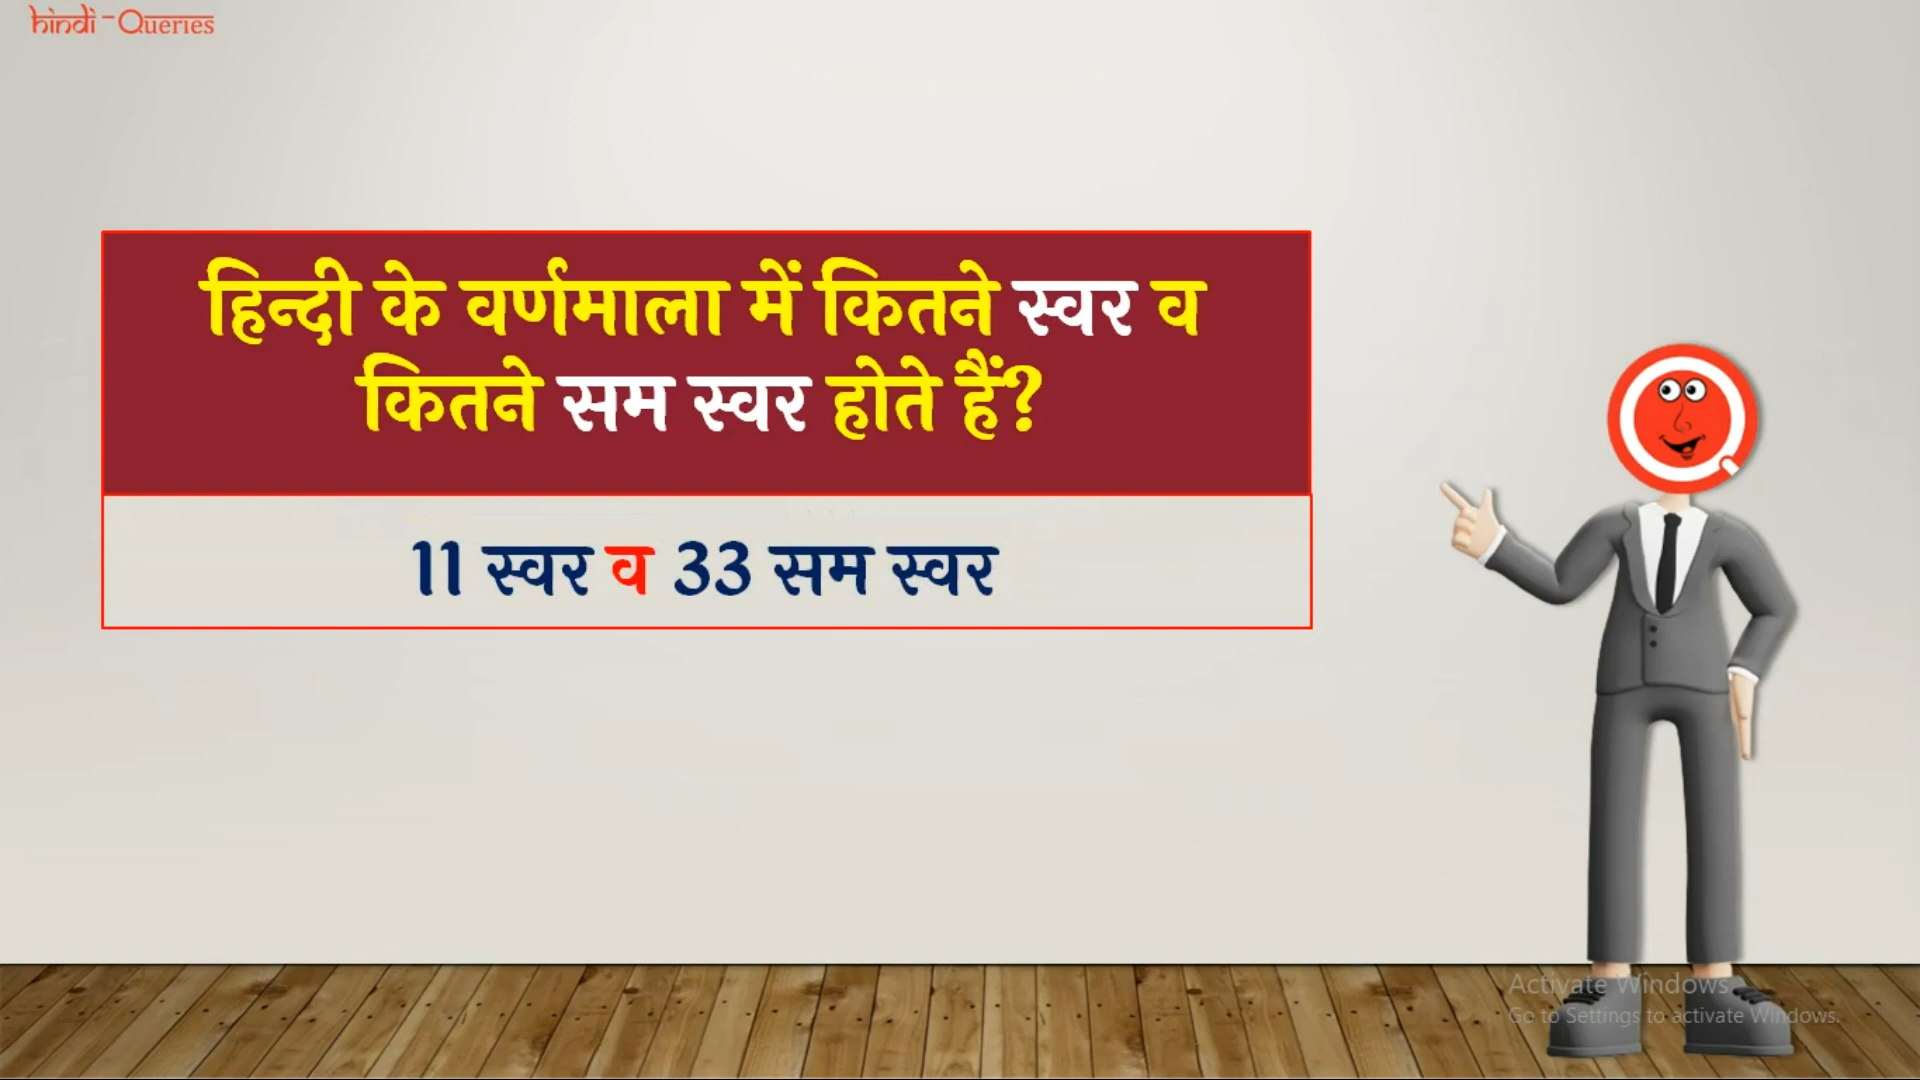 hindi - Queries
हिन्दी के वर्णमाला में कितने स्वर व
कितने सम स्वर होते हैं?
11 स्वर व 33 सम स्वर
Activate Windows
Go to Settings to activate Windows.